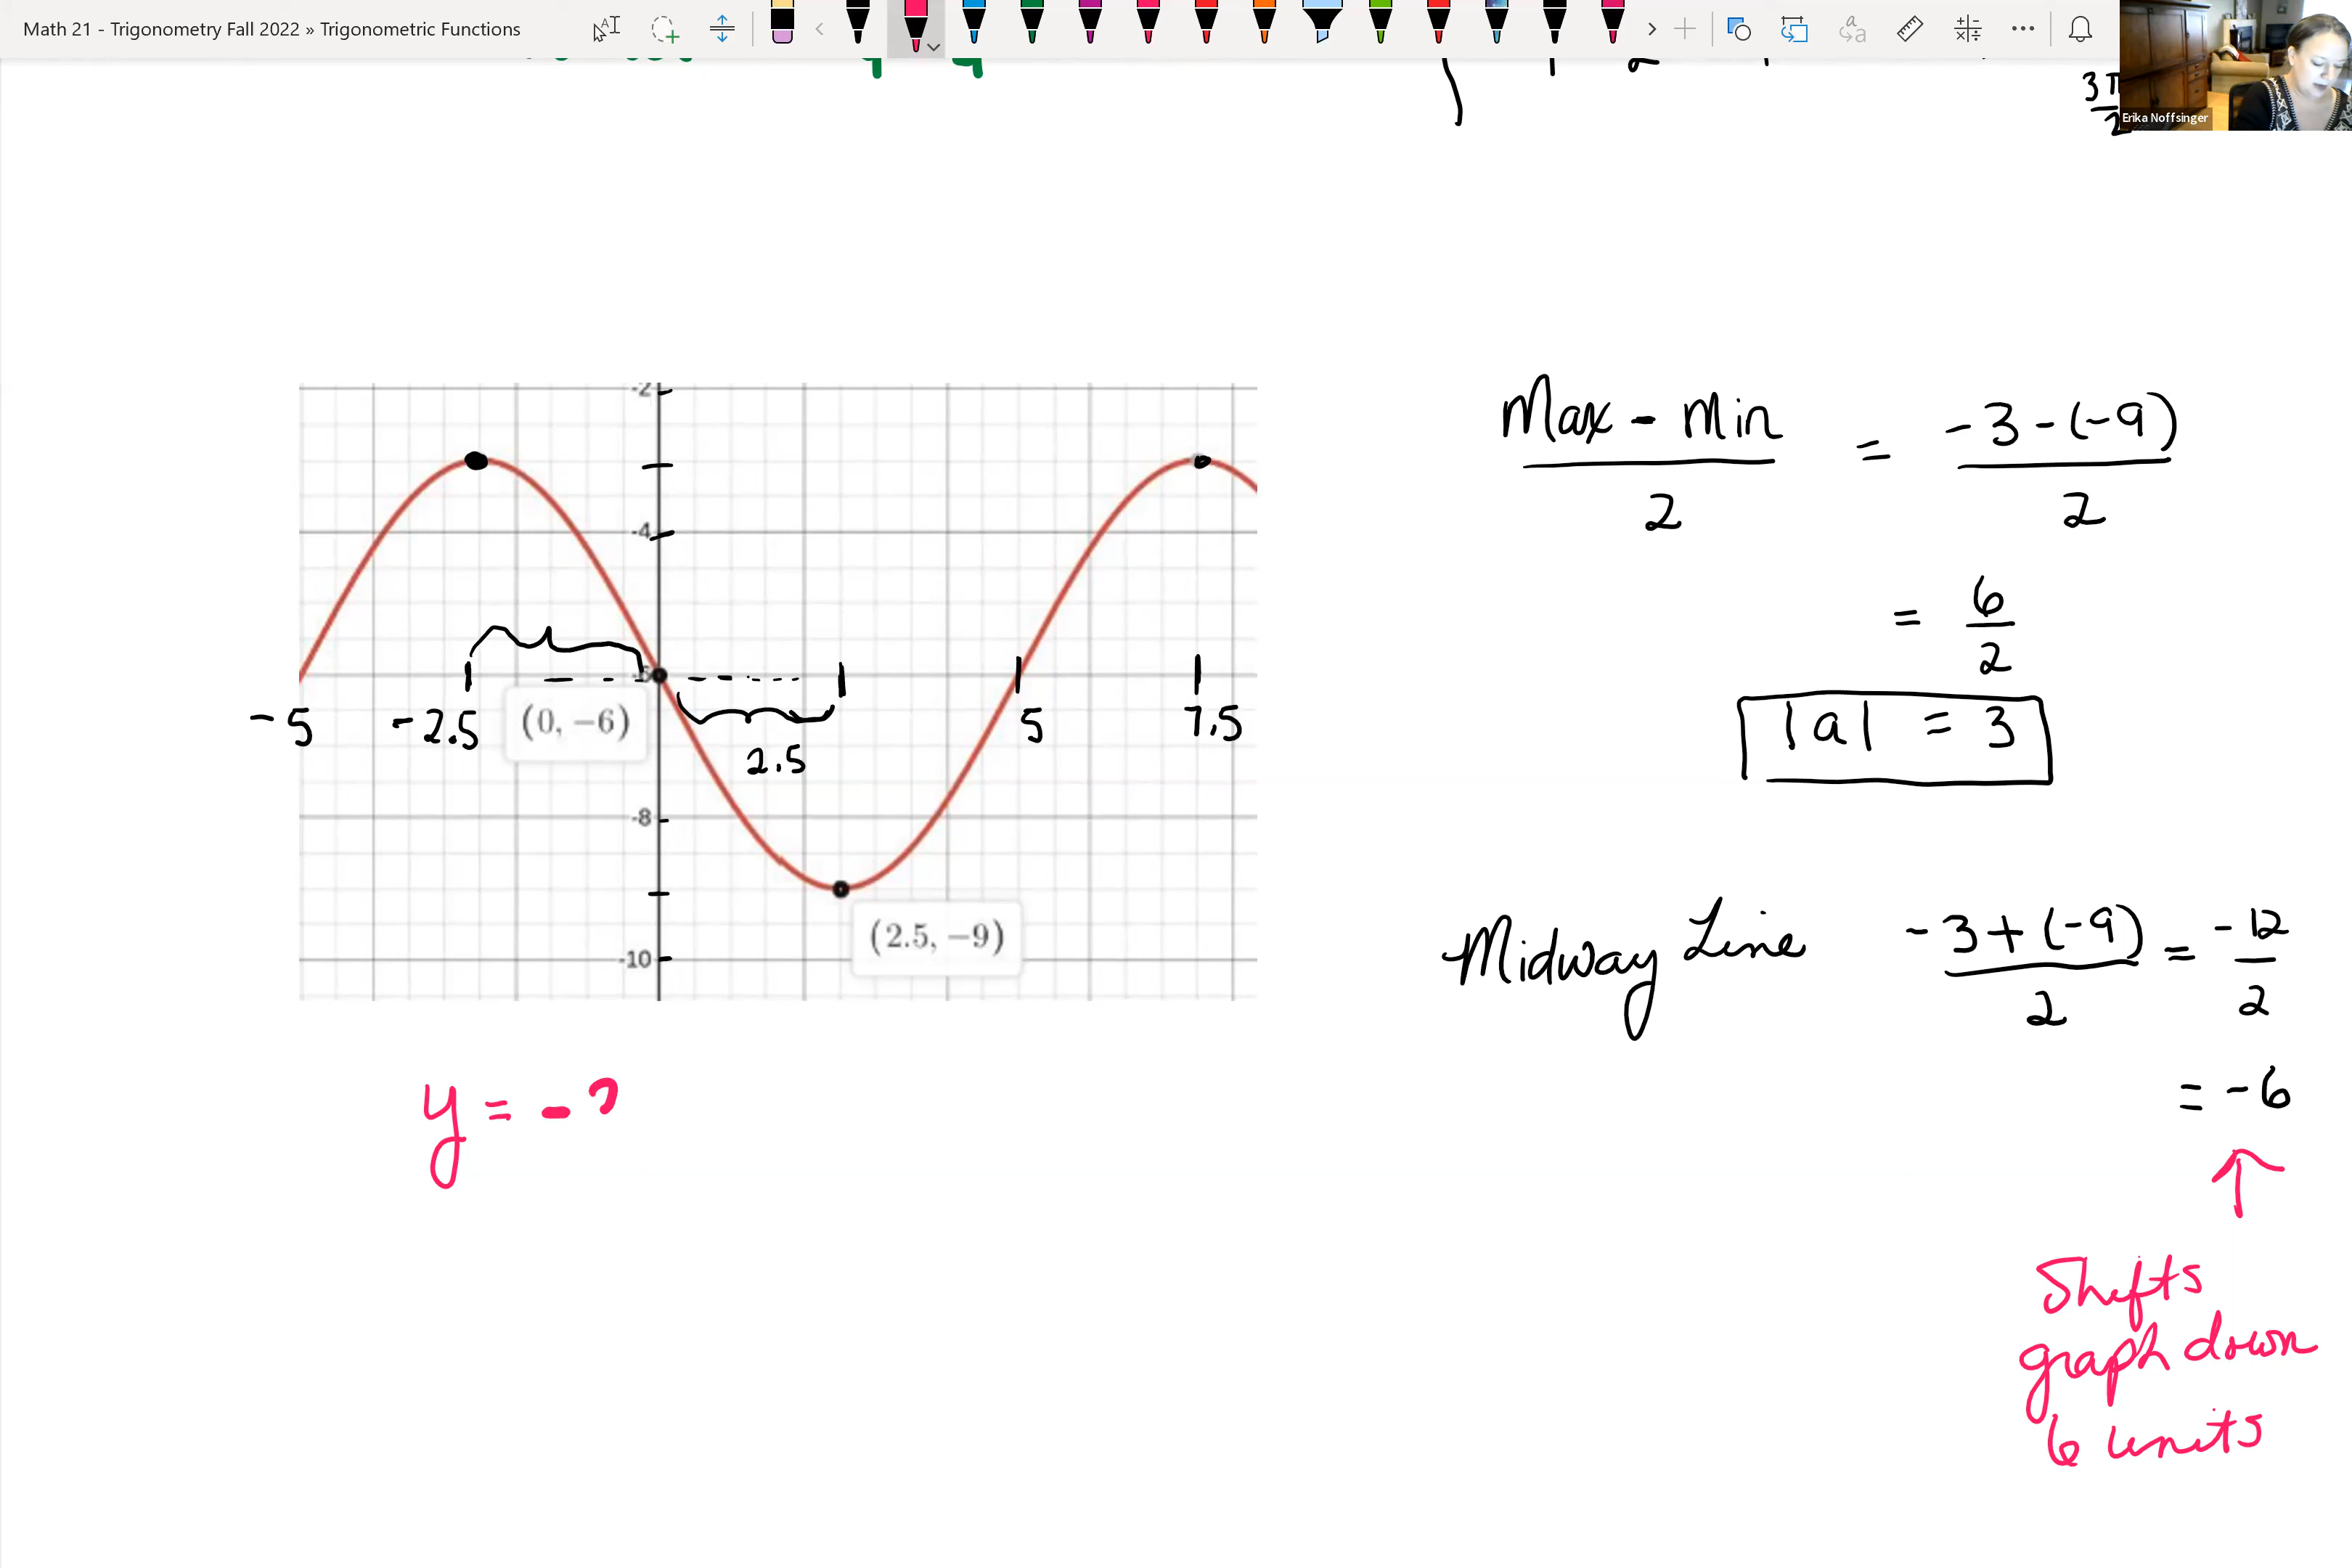 Math 21 - Trigonometry Fall 2022 » Trigonometric Functions
3π
2
Erika Noffsinger
-2
-4
-8
-10
(0, −6)
(2.5, −9)
-5
-2.5
2.5
5
7.5
Max - Min = -3-(-9)
2 2
= 6
2
|a| = 3
Midway Line -3+(-9) = -12
2 2
= -6
Shifts
graph down
6 units
y = -